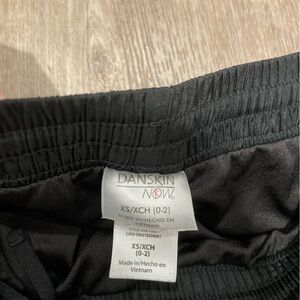 DANSKIN
NOW.
XS/XCH (0-2)
MADE IN/HECHO EN
VIETNAM
XS/XCH
(0-2)
Made in/Hecho en
Vietnam